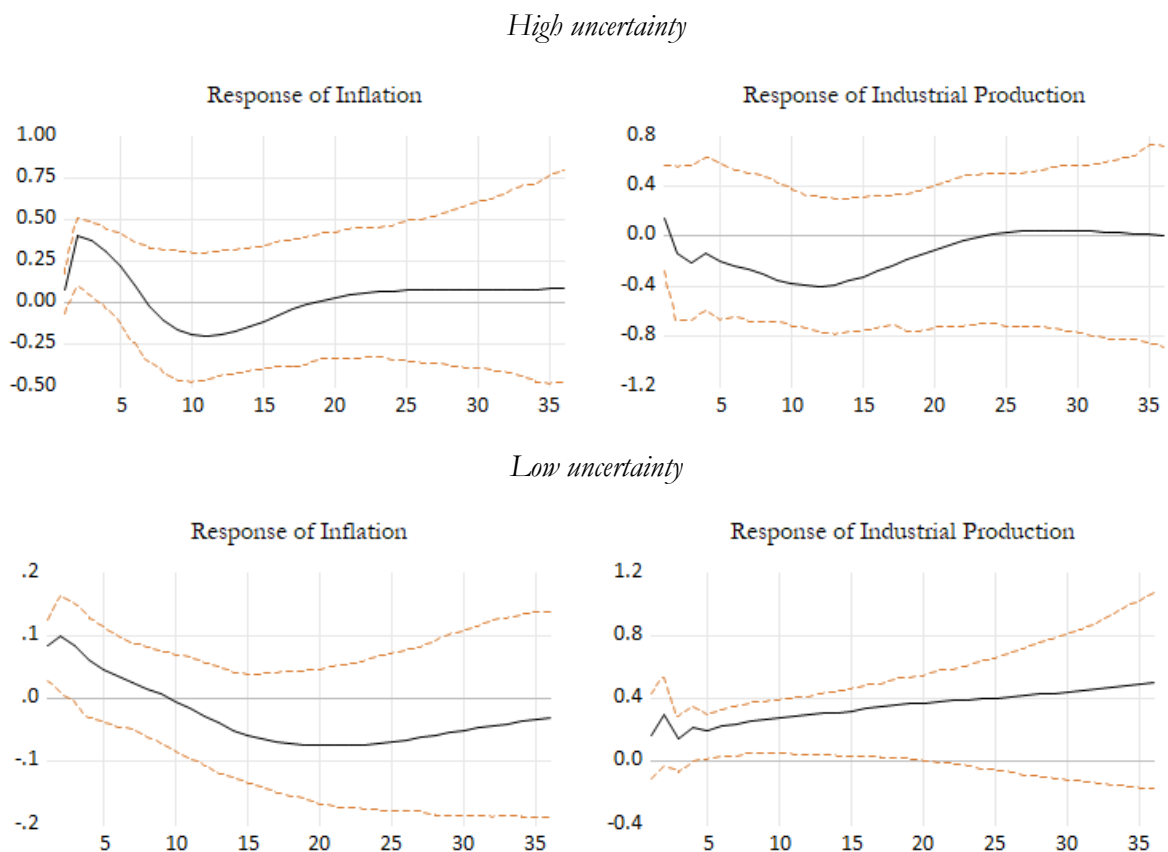 High uncertainty
Response of Inflation
1.00
0.75
0.50
0.25
0.00
-0.25
-0.50
5 10 15 20 25 30 35
Response of Industrial Production
0.8
0.4
0.0
-0.4
-0.8
-1.2
5 10 15 20 25 30 35
Low uncertainty
Response of Inflation
.2
.1
.0
-.1
-.2
5 10 15 20 25 30 35
Response of Industrial Production
1.2
0.8
0.4
0.0
-0.4
5 10 15 20 25 30 35